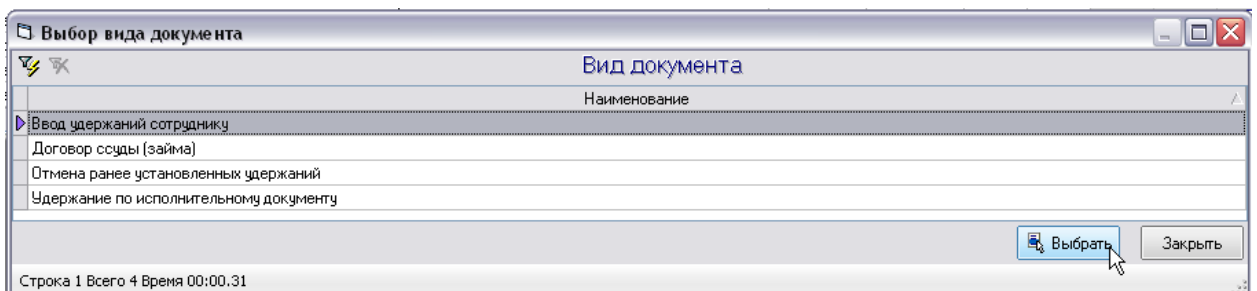 Выбор вида документа
Вид документа
Наименование
Ввод удержаний сотруднику
Договор ссуды (займа)
Отмена ранее установленных удержаний
Удержание по исполнительному документу
Выбрать Закрыть
Строка 1 Всего 4 Время 00:00.31